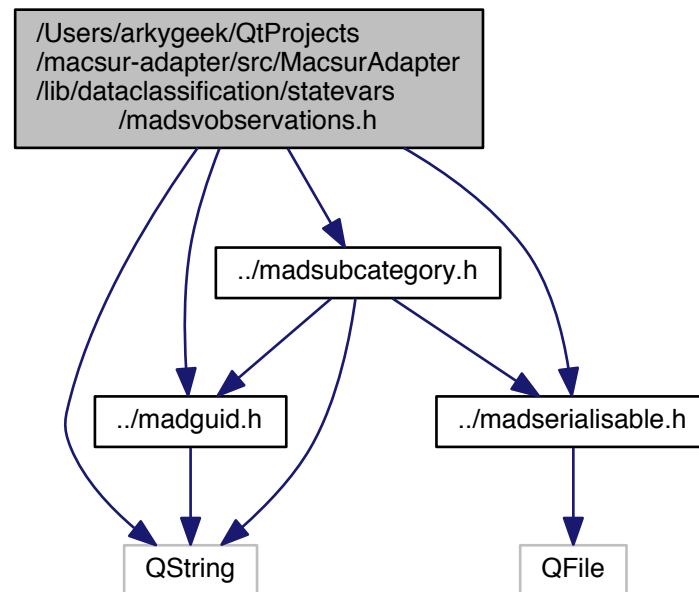 /Users/arkygeek/QtProjects
/macsur-adapter/src/MacsurAdapter
/lib/dataclassification/statevars
/madsvobservations.h
../madsubcategory.h
../madguid.h
../madserialisable.h
QString
QFile